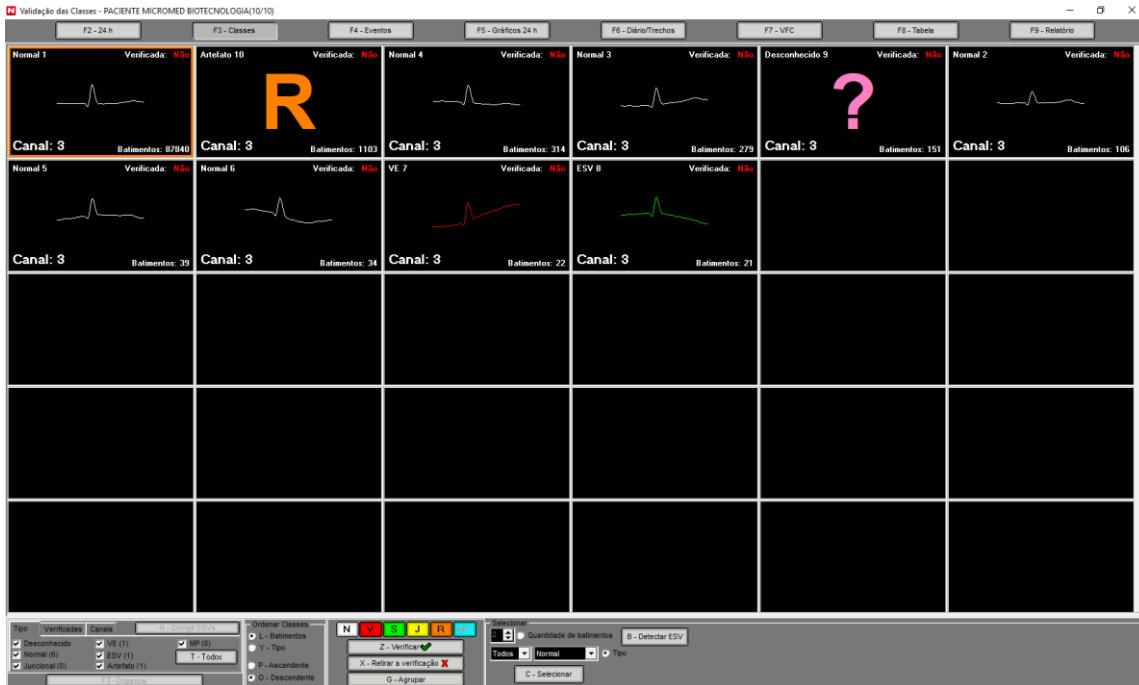 N Validação das Classes - PACIENTE MICROMED BIOTECNOLOGIA(10/10)
F2 - 24 h F3 - Classes F4 - Eventos F5 - Gráficos 24 h F6 - Diário/Trechos F7 - VFC F8 - Tabela F9 - Relatório
Normal 1 Verificada: Não Artefato 10 Verificada: Não Normal 4 Verificada: Não Normal 3 Verificada: Não Desconhecido 9 Verificada: Não Normal 2 Verificada: Não
R ?
Canal: 3 Batimentos: 87840 Canal: 3 Batimentos: 1103 Canal: 3 Batimentos: 314 Canal: 3 Batimentos: 279 Canal: 3 Batimentos: 151 Canal: 3 Batimentos: 106
Normal 5 Verificada: Não Normal 6 Verificada: Não VE 7 Verificada: Não ESV 8 Verificada: Não
Canal: 3 Batimentos: 39 Canal: 3 Batimentos: 34 Canal: 3 Batimentos: 22 Canal: 3 Batimentos: 21
Tipo Verificadas Canais R - Corrigir ESVs
Desconhecido VE (1) MP (0)
Normal (6) ESV (1) T - Todos
Juncional (0) Artefato (1)
F3 - Organizar
Ordenar Classes
L - Batimentos
Y - Tipo
P - Ascendente
O - Descendente
N V S J R
Z - Verificar
X - Retirar a verificação
G - Agrupar
Selecionar
2 Quantidade de batimentos B - Detectar ESV
Todos Normal Tipo
C - Selecionar